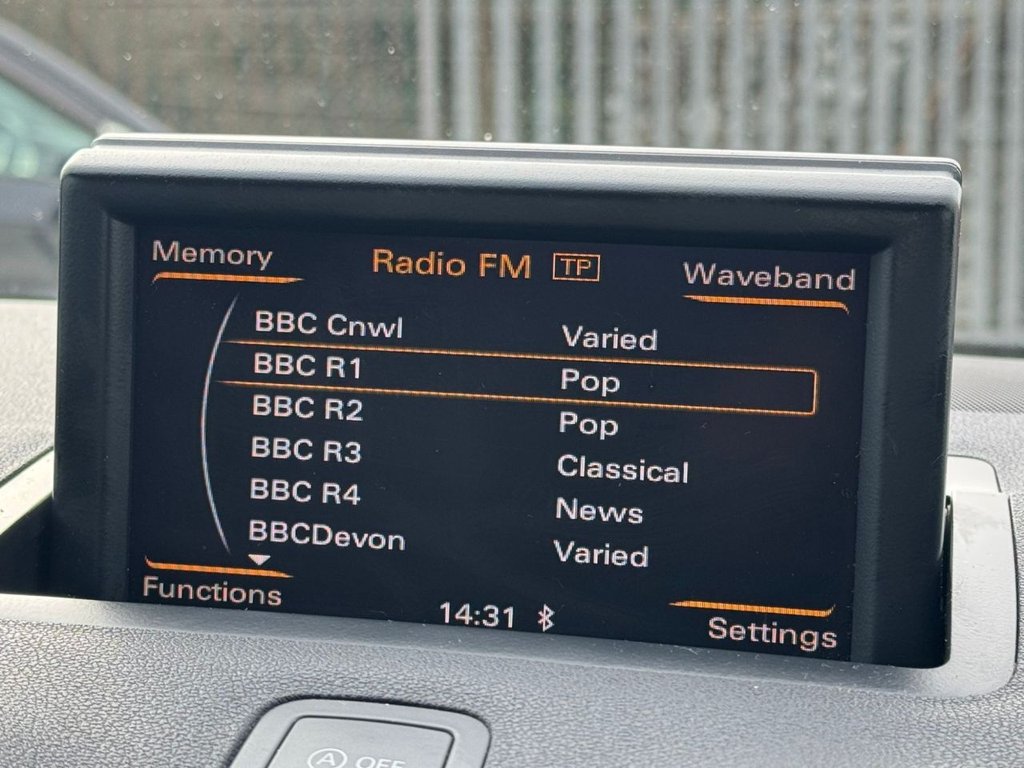 Memory Radio FM TP Waveband
BBC Cnwl Varied
BBC R1 Pop
BBC R2 Pop
BBC R3 Classical
BBC R4 News
BBCDevon Varied
Functions 14:31 Settings
A OFF